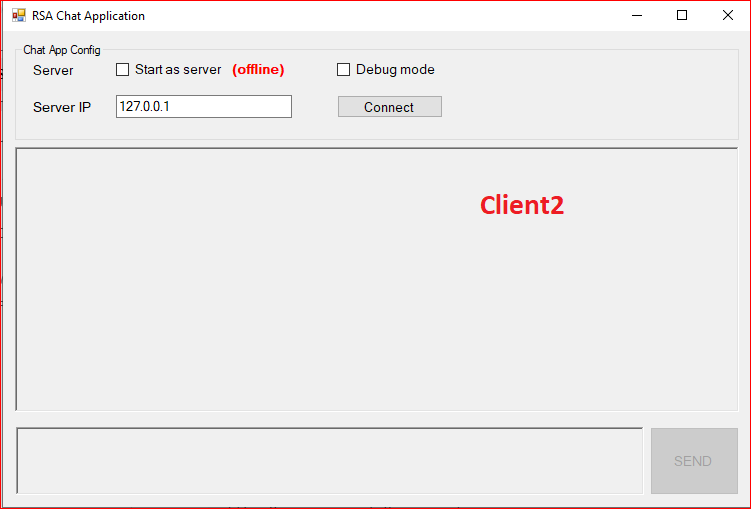 RSA Chat Application
Chat App Config
Server Start as server (offline) Debug mode
Server IP 127.0.0.1 Connect
Client2
SEND